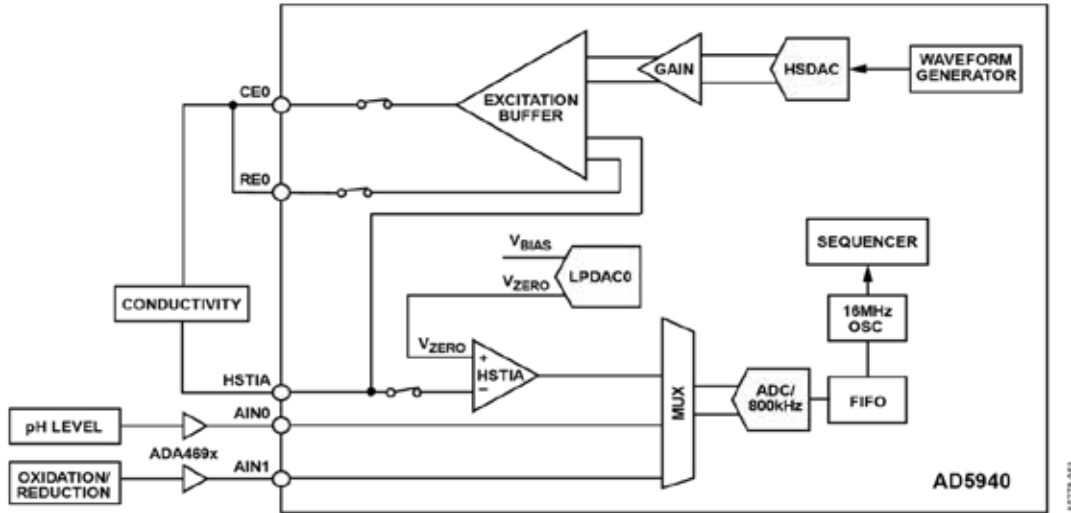 WAVEFORM
GENERATOR
HSDAC
GAIN
EXCITATION
BUFFER
CE0
RE0
SEQUENCER
VBIAS
LPDAC0
VZERO
16MHz
OSC
CONDUCTIVITY
VZERO
+
HSTIA
−
HSTIA
MUX
ADC/
800kHz
FIFO
pH LEVEL
AIN0
ADA469x
OXIDATION/
REDUCTION
AIN1
AD5940